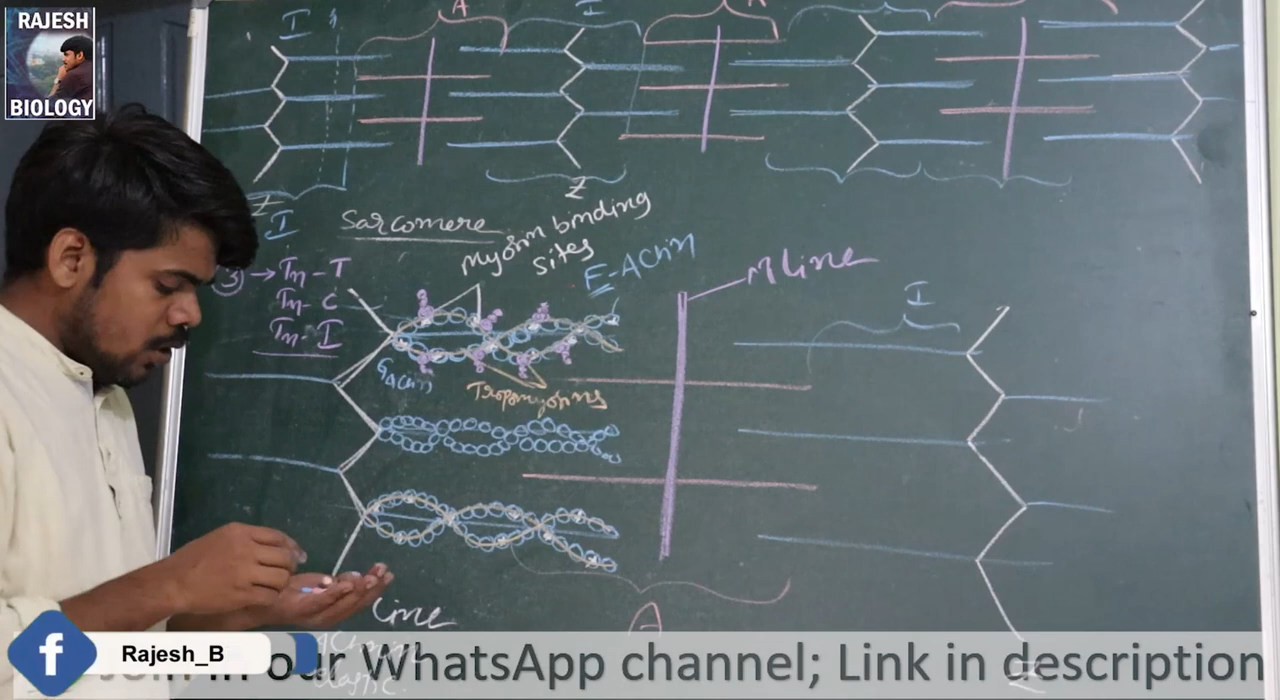 RAJESH
BIOLOGY
I
A
I
Z
Z
I
Sarcomere
Myosin binding
sites
F-Actin
M Line
I
3 → Tn-T
Tn-C
Tn-I
G Actin
Tropomyosins
A
Line
elastic
Z
Rajesh_B
our WhatsApp channel; Link in description